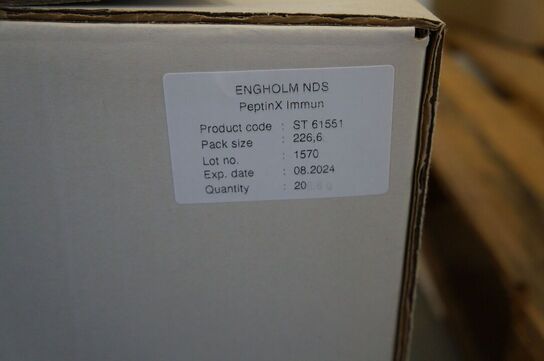 ENGHOLM NDS
PeptinX Immun
Product code : ST 61551
Pack size : 226,6
Lot no. : 1570
Exp. date : 08.2024
Quantity : 20